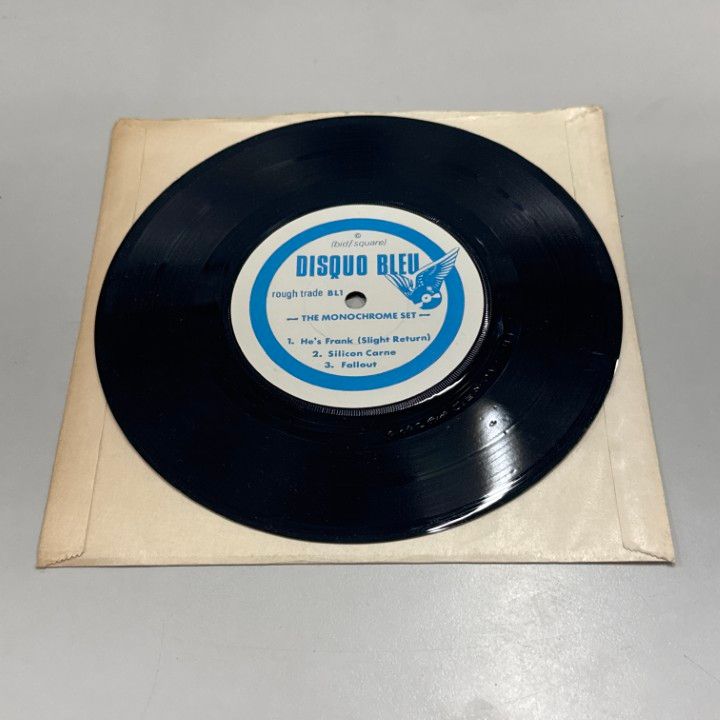 ©
(bid/square)
DISQUO BLEU
rough trade BL1
— THE MONOCHROME SET —
1. He's Frank (Slight Return)
2. Silicon Carne
3. Fallout